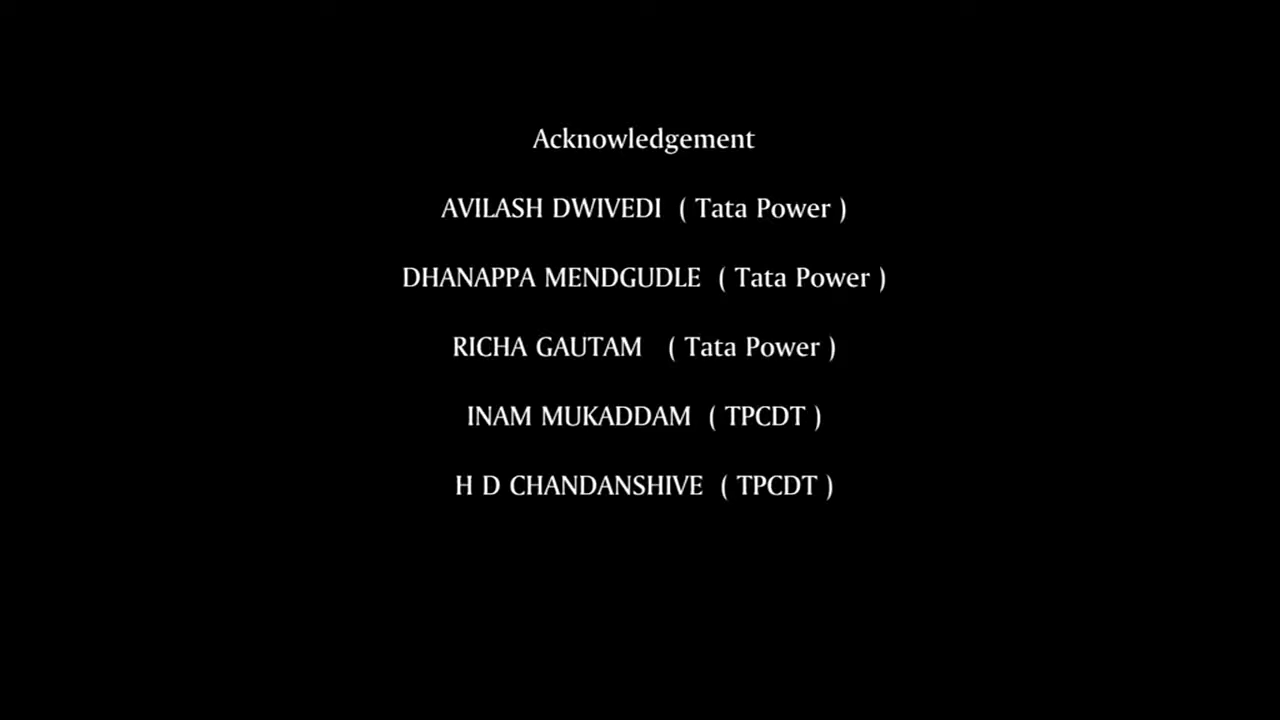 Acknowledgement
AVILASH DWIVEDI ( Tata Power )
DHANAPPA MENDGUDLE ( Tata Power )
RICHA GAUTAM ( Tata Power )
INAM MUKADDAM ( TPCDT )
H D CHANDANSHIVE ( TPCDT )